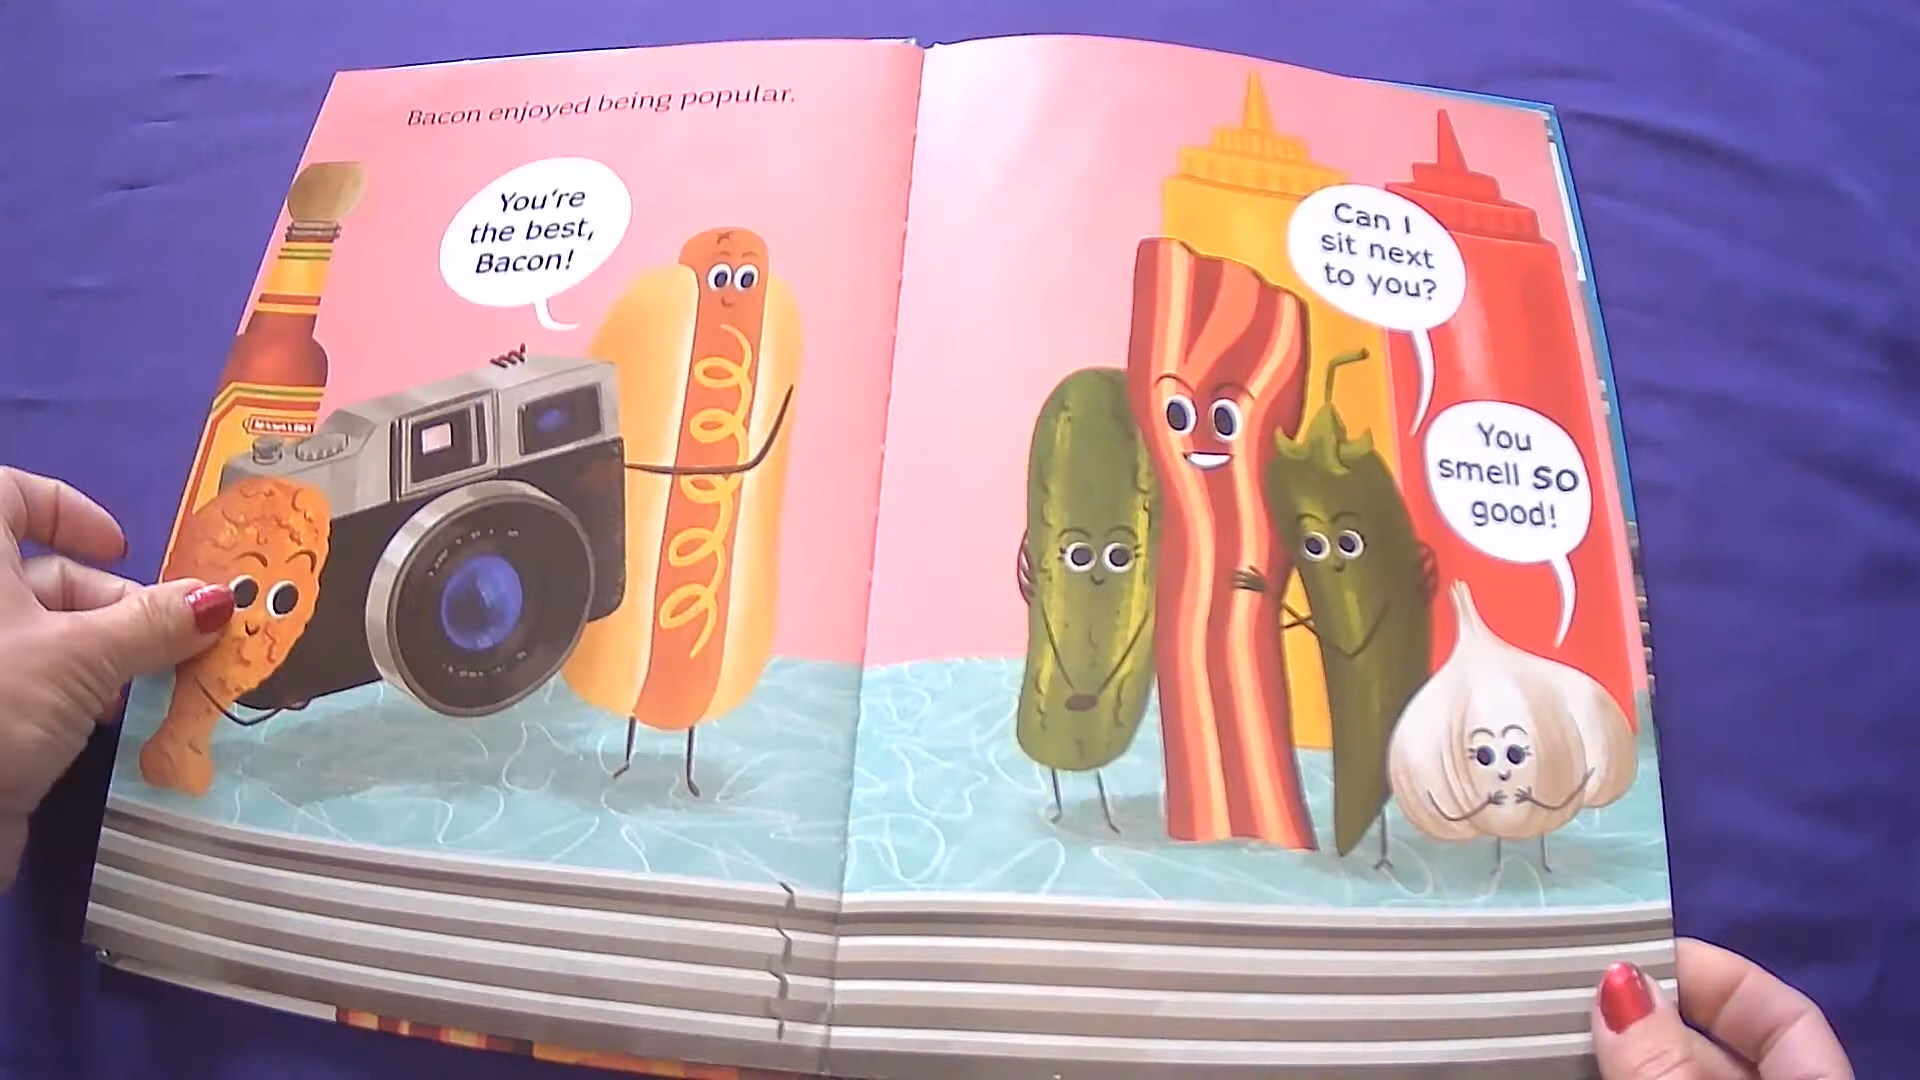 Bacon enjoyed being popular.
You're
the best,
Bacon!
Can I
sit next
to you?
You
smell SO
good!